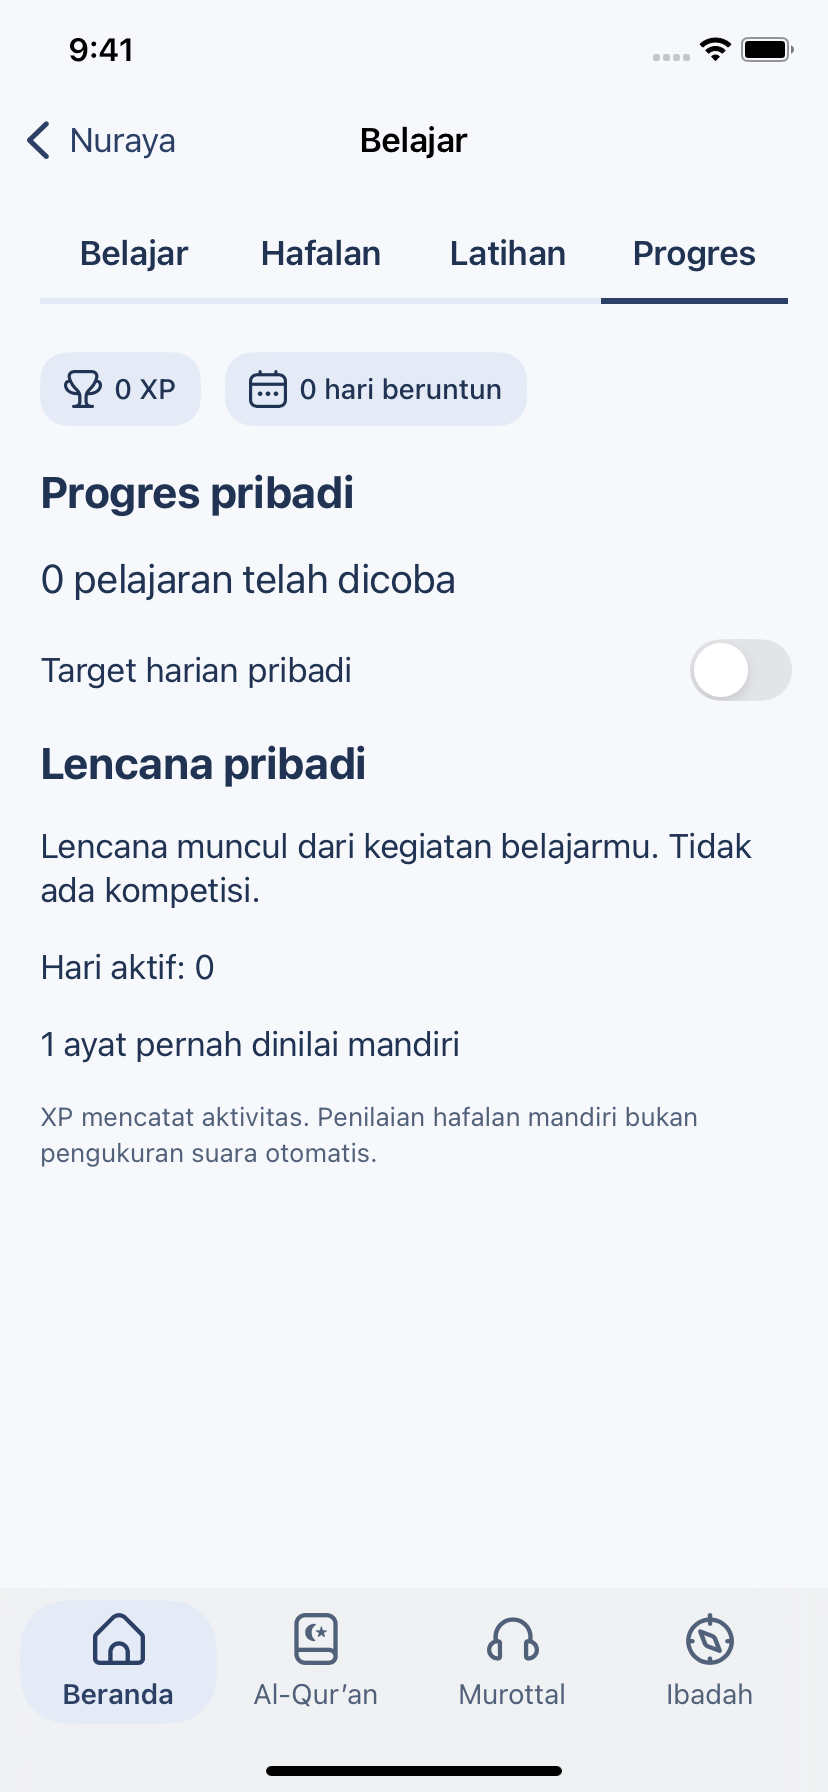 9:41
Nuraya
Belajar
Belajar
Hafalan
Latihan
Progres
0 XP
0 hari beruntun
Progres pribadi
0 pelajaran telah dicoba
Target harian pribadi
Lencana pribadi
Lencana muncul dari kegiatan belajarmu. Tidak
ada kompetisi.
Hari aktif: 0
1 ayat pernah dinilai mandiri
XP mencatat aktivitas. Penilaian hafalan mandiri bukan
pengukuran suara otomatis.
Beranda
Al-Qur’an
Murottal
Ibadah